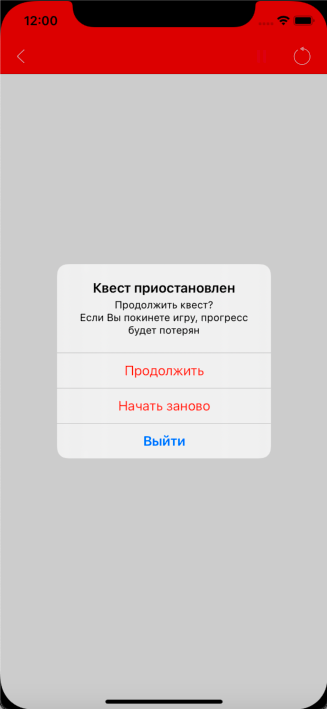 12:00
Квест приостановлен
Продолжить квест?
Если Вы покинете игру, прогресс
будет потерян
Продолжить
Начать заново
Выйти